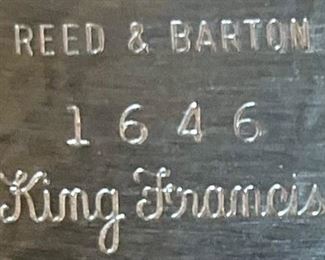 REED & BARTON
1646
King Francis